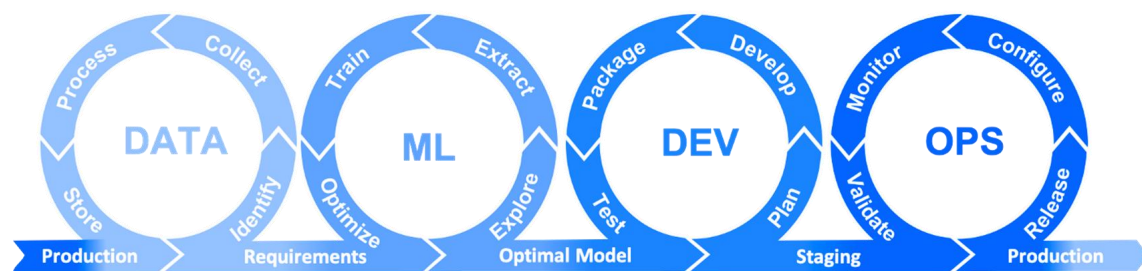 Process
Collect
Store
Identify
DATA
Train
Extract
Optimize
Explore
ML
Package
Develop
Test
Plan
DEV
Monitor
Configure
Validate
Release
OPS
Production
Requirements
Optimal Model
Staging
Production